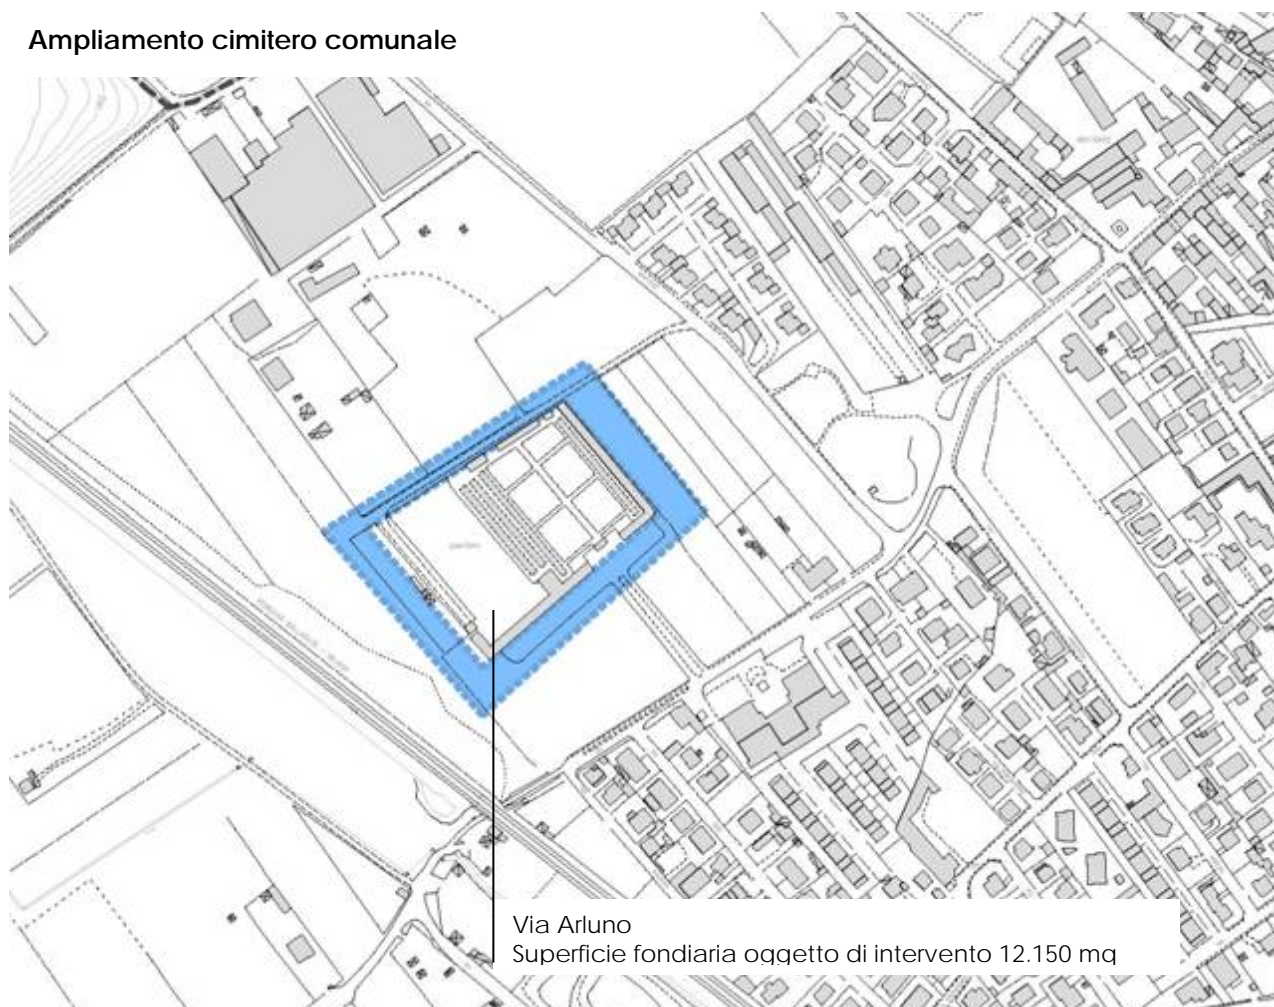 Ampliamento cimitero comunale
Via Arluno
Superficie fondiaria oggetto di intervento 12.150 mq